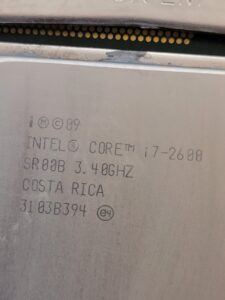 i Ⓜ©09
INTEL® CORE™ i7-2600
SR00B 3.40GHZ
COSTA RICA
3103B394 e4